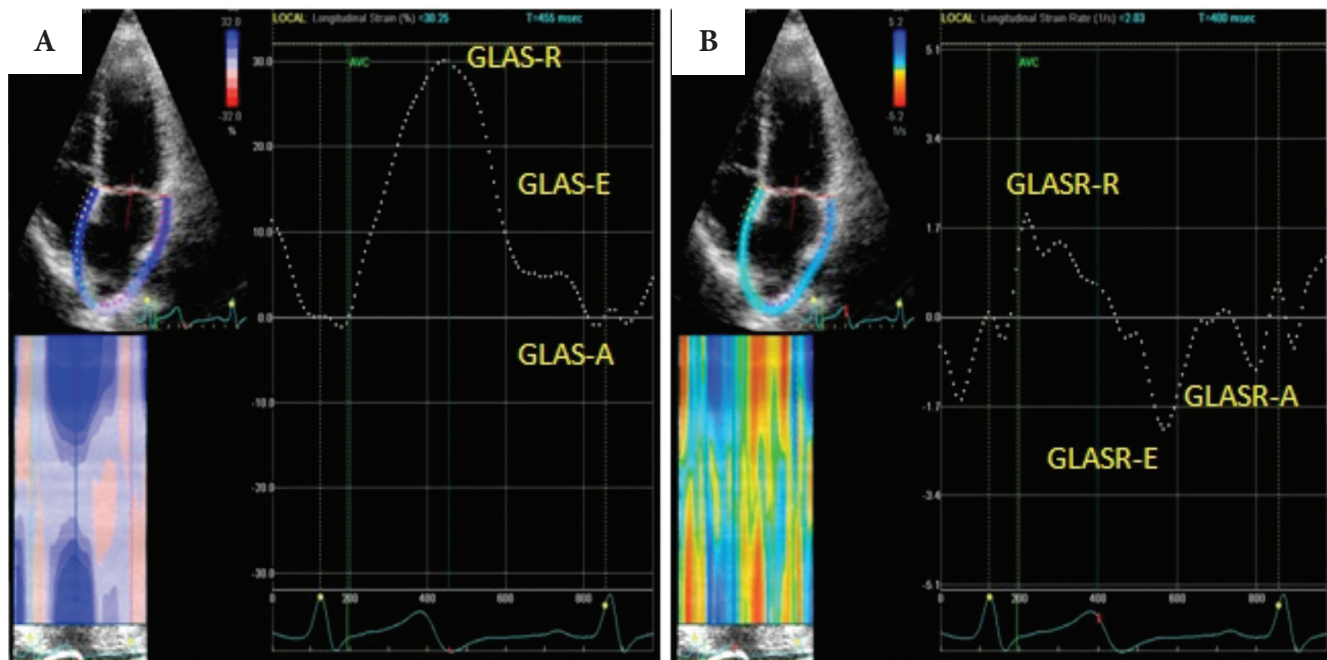 A
32.0
-32.0
%
LOCAL: Longitudinal Strain (%) =30.25 T=455 msec
AVC
GLAS-R
GLAS-E
GLAS-A
30.0
20.0
10.0
0.0
-10.0
-20.0
-30.0
0 200 400 600 800
B
5.2
-5.2
1/s
LOCAL: Longitudinal Strain Rate (1/s) =2.03 T=400 msec
AVC
GLASR-R
GLASR-A
GLASR-E
5.1
3.4
1.7
0.0
-1.7
-3.4
-5.1
0 200 400 600 800